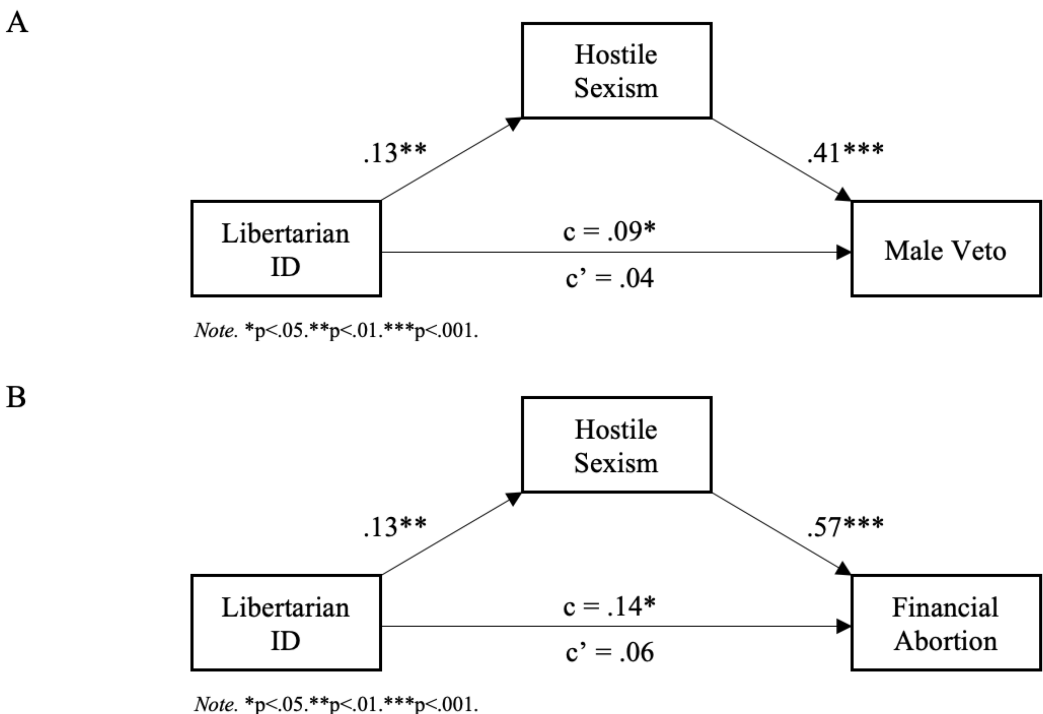 A
Hostile
Sexism
.13**
.41***
Libertarian
ID
c = .09*
c’ = .04
Male Veto
Note. *p<.05.**p<.01.***p<.001.
B
Hostile
Sexism
.13**
.57***
Libertarian
ID
c = .14*
c’ = .06
Financial
Abortion
Note. *p<.05.**p<.01.***p<.001.